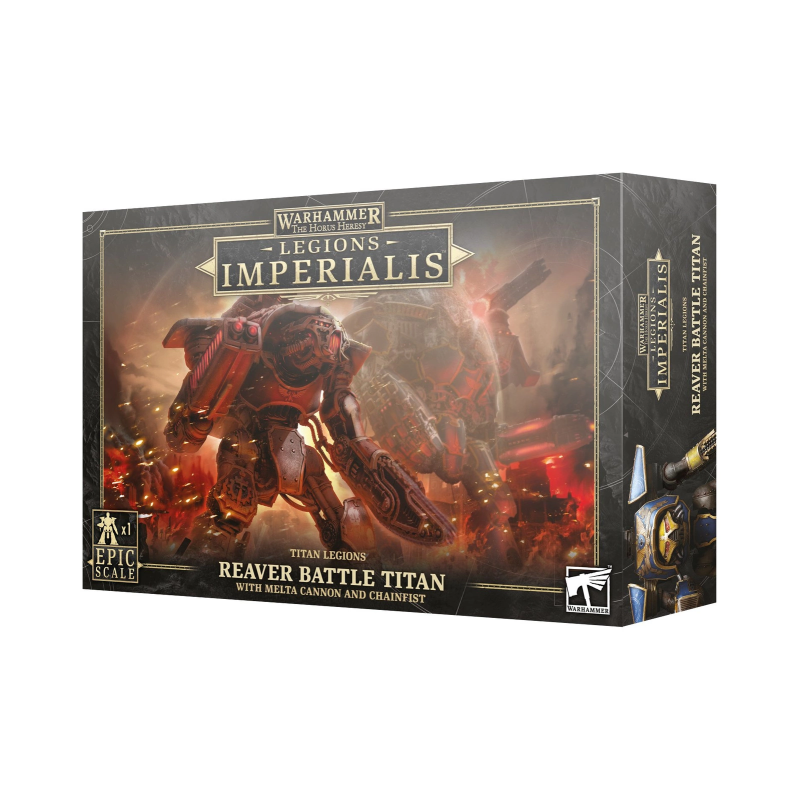 WARHAMMER
THE HORUS HERESY
LEGIONS
IMPERIALIS
x1
EPIC
SCALE
TITAN LEGIONS
REAVER BATTLE TITAN
WITH MELTA CANNON AND CHAINFIST
WARHAMMER
WARHAMMER
THE HORUS HERESY
LEGIONS
IMPERIALIS
TITAN LEGIONS
REAVER BATTLE TITAN
WITH MELTA CANNON AND CHAINFIST